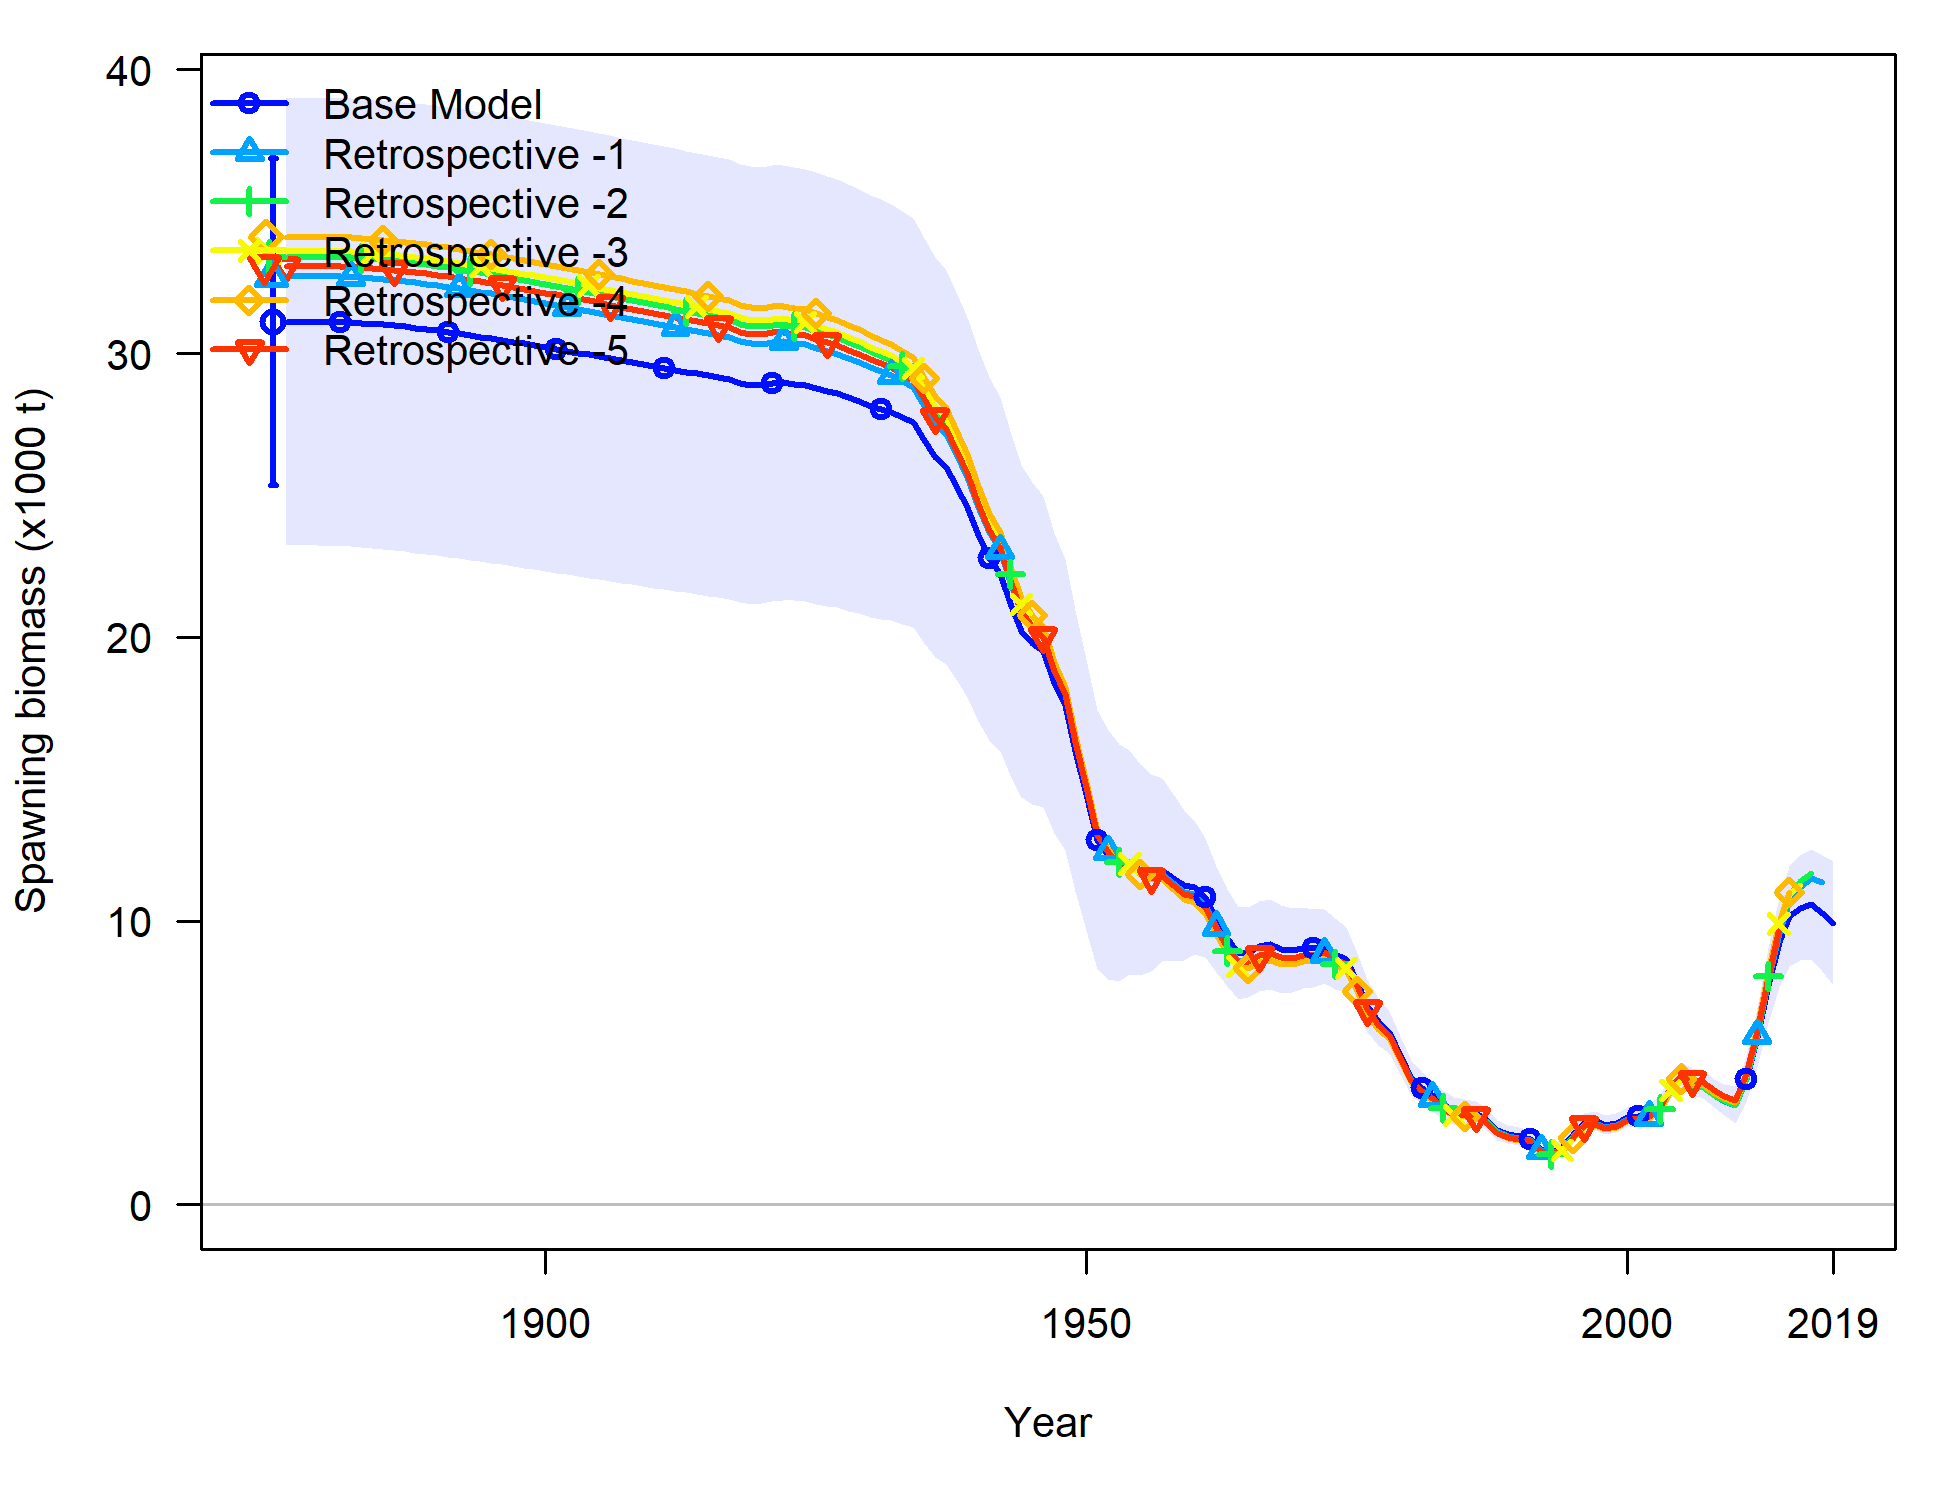 40
30
20
10
0
Spawning biomass (x1000 t)
Base Model
Retrospective -1
Retrospective -2
Retrospective -3
Retrospective -4
Retrospective -5
1900
1950
2000
2019
Year